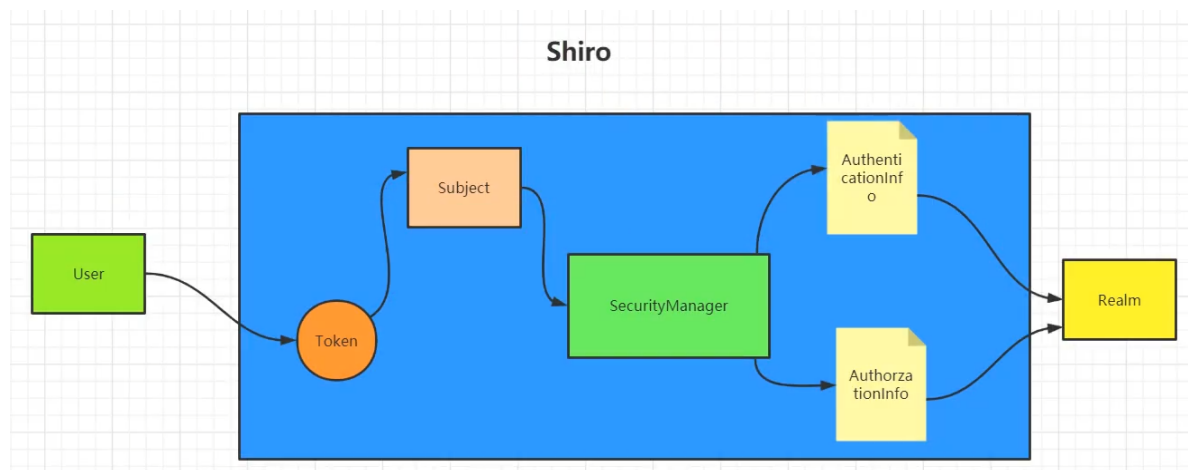 Shiro
User
Token
Subject
SecurityManager
Authenti
cationInf
o
Authorza
tionInfo
Realm